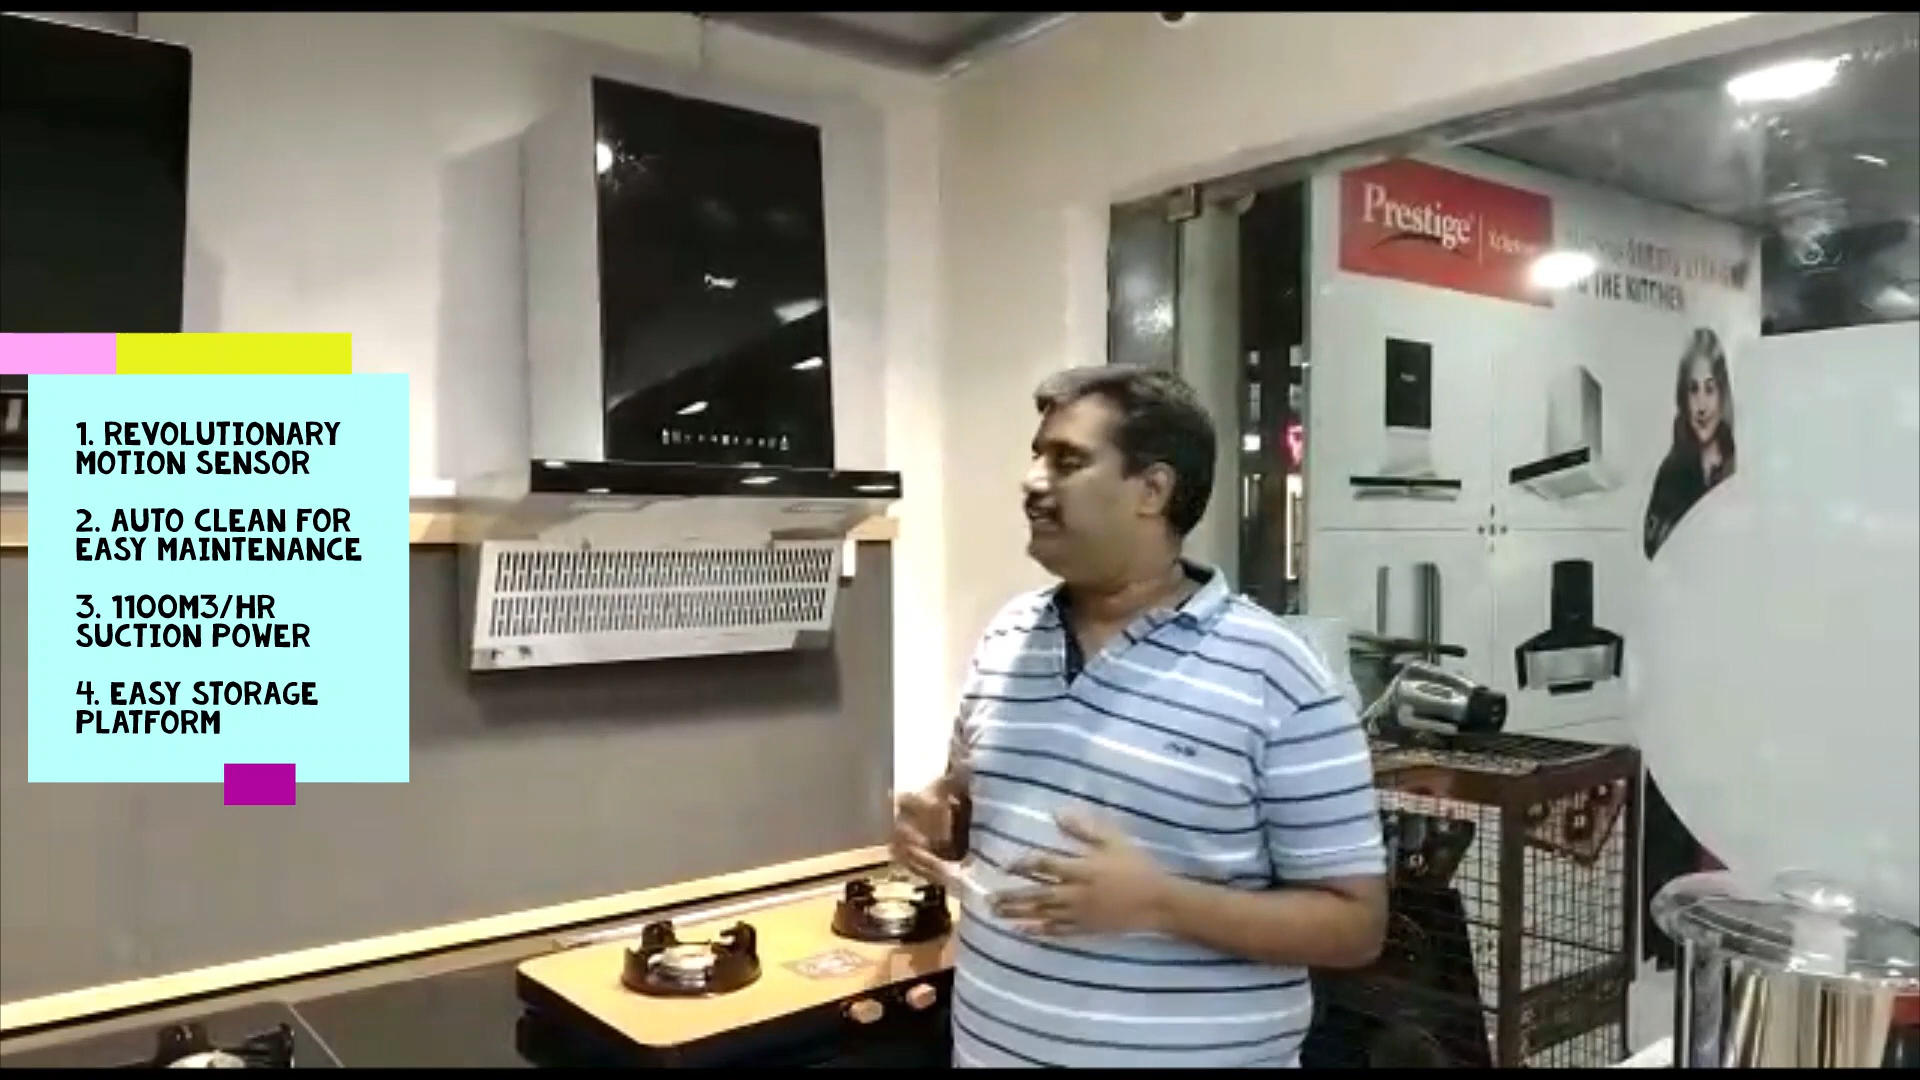 1. REVOLUTIONARY
MOTION SENSOR
2. AUTO CLEAN FOR
EASY MAINTENANCE
3. 1100M3/HR
SUCTION POWER
4. EASY STORAGE
PLATFORM
Prestige
THE KITCHEN